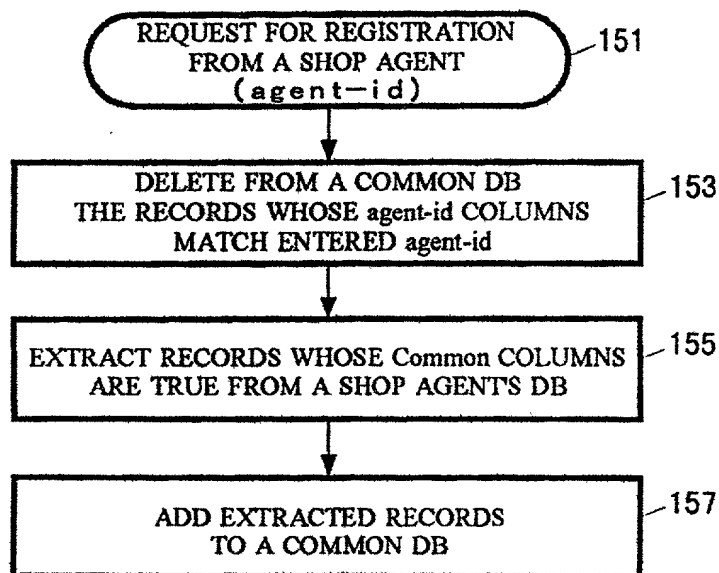 REQUEST FOR REGISTRATION
FROM A SHOP AGENT
(agent-id)
151
DELETE FROM A COMMON DB
THE RECORDS WHOSE agent-id COLUMNS
MATCH ENTERED agent-id
153
EXTRACT RECORDS WHOSE Common COLUMNS
ARE TRUE FROM A SHOP AGENT'S DB
155
ADD EXTRACTED RECORDS
TO A COMMON DB
157